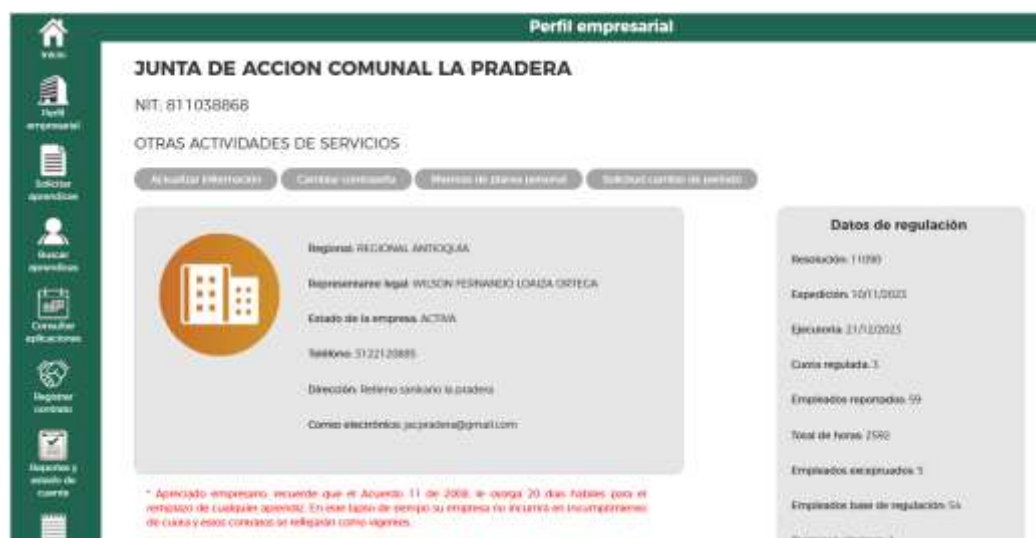 Perfil empresarial
Inicio
Perfil
empresarial
Solicitar
aprendices
Buscar
aprendices
Consultar
aplicaciones
Registrar
contrato
Reportes y
estado de
cuenta
JUNTA DE ACCION COMUNAL LA PRADERA
NIT: 811038868
OTRAS ACTIVIDADES DE SERVICIOS
Actualizar información
Cambiar contraseña
Solicitud cambio de periodo
Regional: REGIONAL ANTIOQUIA
Representante legal: WILSON FERNANDO LOAIZA ORTEGA
Estado de la empresa: ACTIVA
Teléfono: 3122120885
Dirección: Relleno sanitario la pradera
Correo electrónico: jacpradera@gmail.com
* Apreciado empresario, recuerde que el Acuerdo 11 de 2008, le otorga 20 días hábiles para el
remplazo de cualquier aprendiz. En este lapso de tiempo su empresa no incurrirá en incumplimiento
de cuota y estos contratos se reflejarán como vigentes.
Datos de regulación
Resolución: 11090
Expedición: 10/11/2023
Ejecutoria: 21/12/2023
Cuota regulada: 3
Empleados reportados: 59
Total de horas: 2592
Empleados exceptuados: 5
Empleados base de regulación: 54